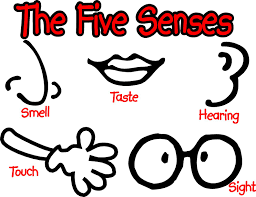 The Five Senses
Smell
Taste
Hearing
Touch
Sight